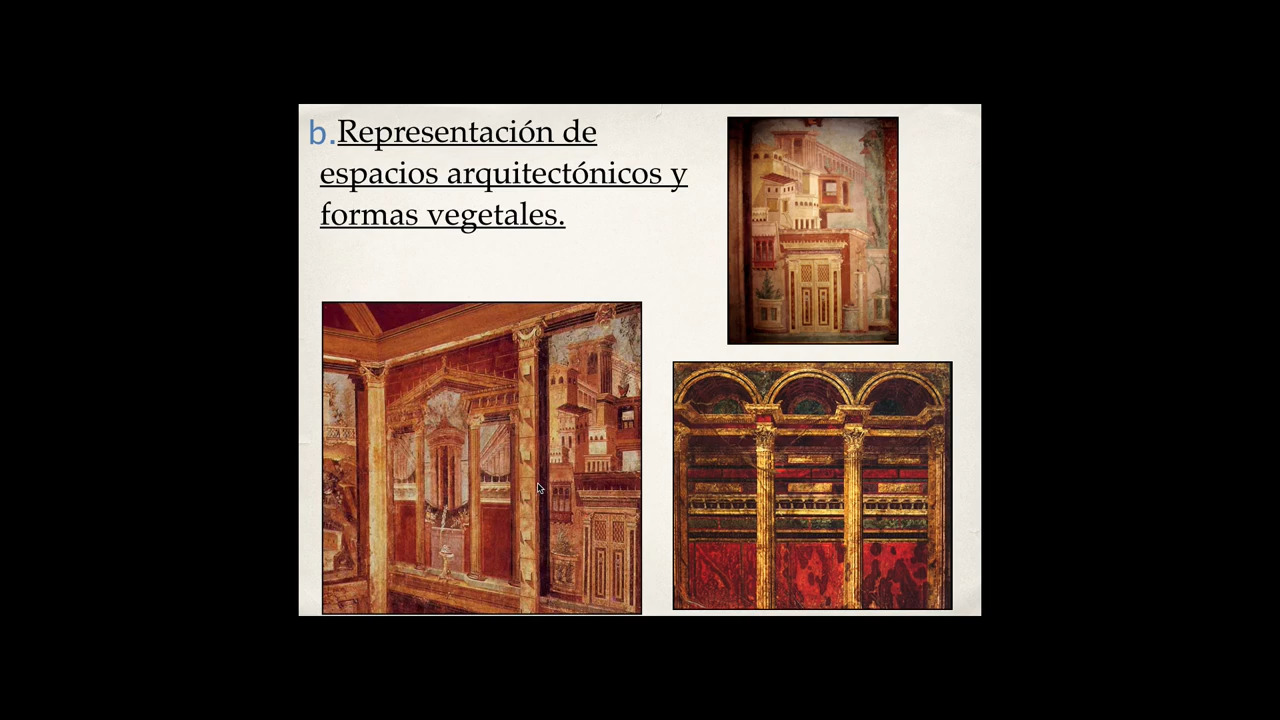 b.Representación de
espacios arquitectónicos y
formas vegetales.